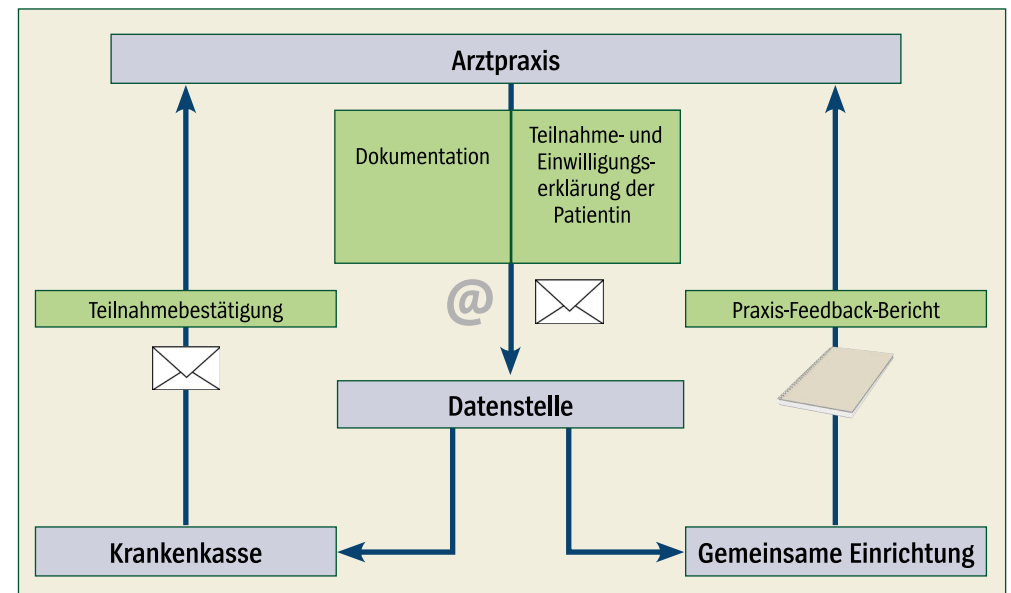 Arztpraxis
Dokumentation
Teilnahme- und
Einwilligungs-
erklärung der
Patientin
@
Teilnahmebestätigung
Praxis-Feedback-Bericht
Datenstelle
Krankenkasse
Gemeinsame Einrichtung